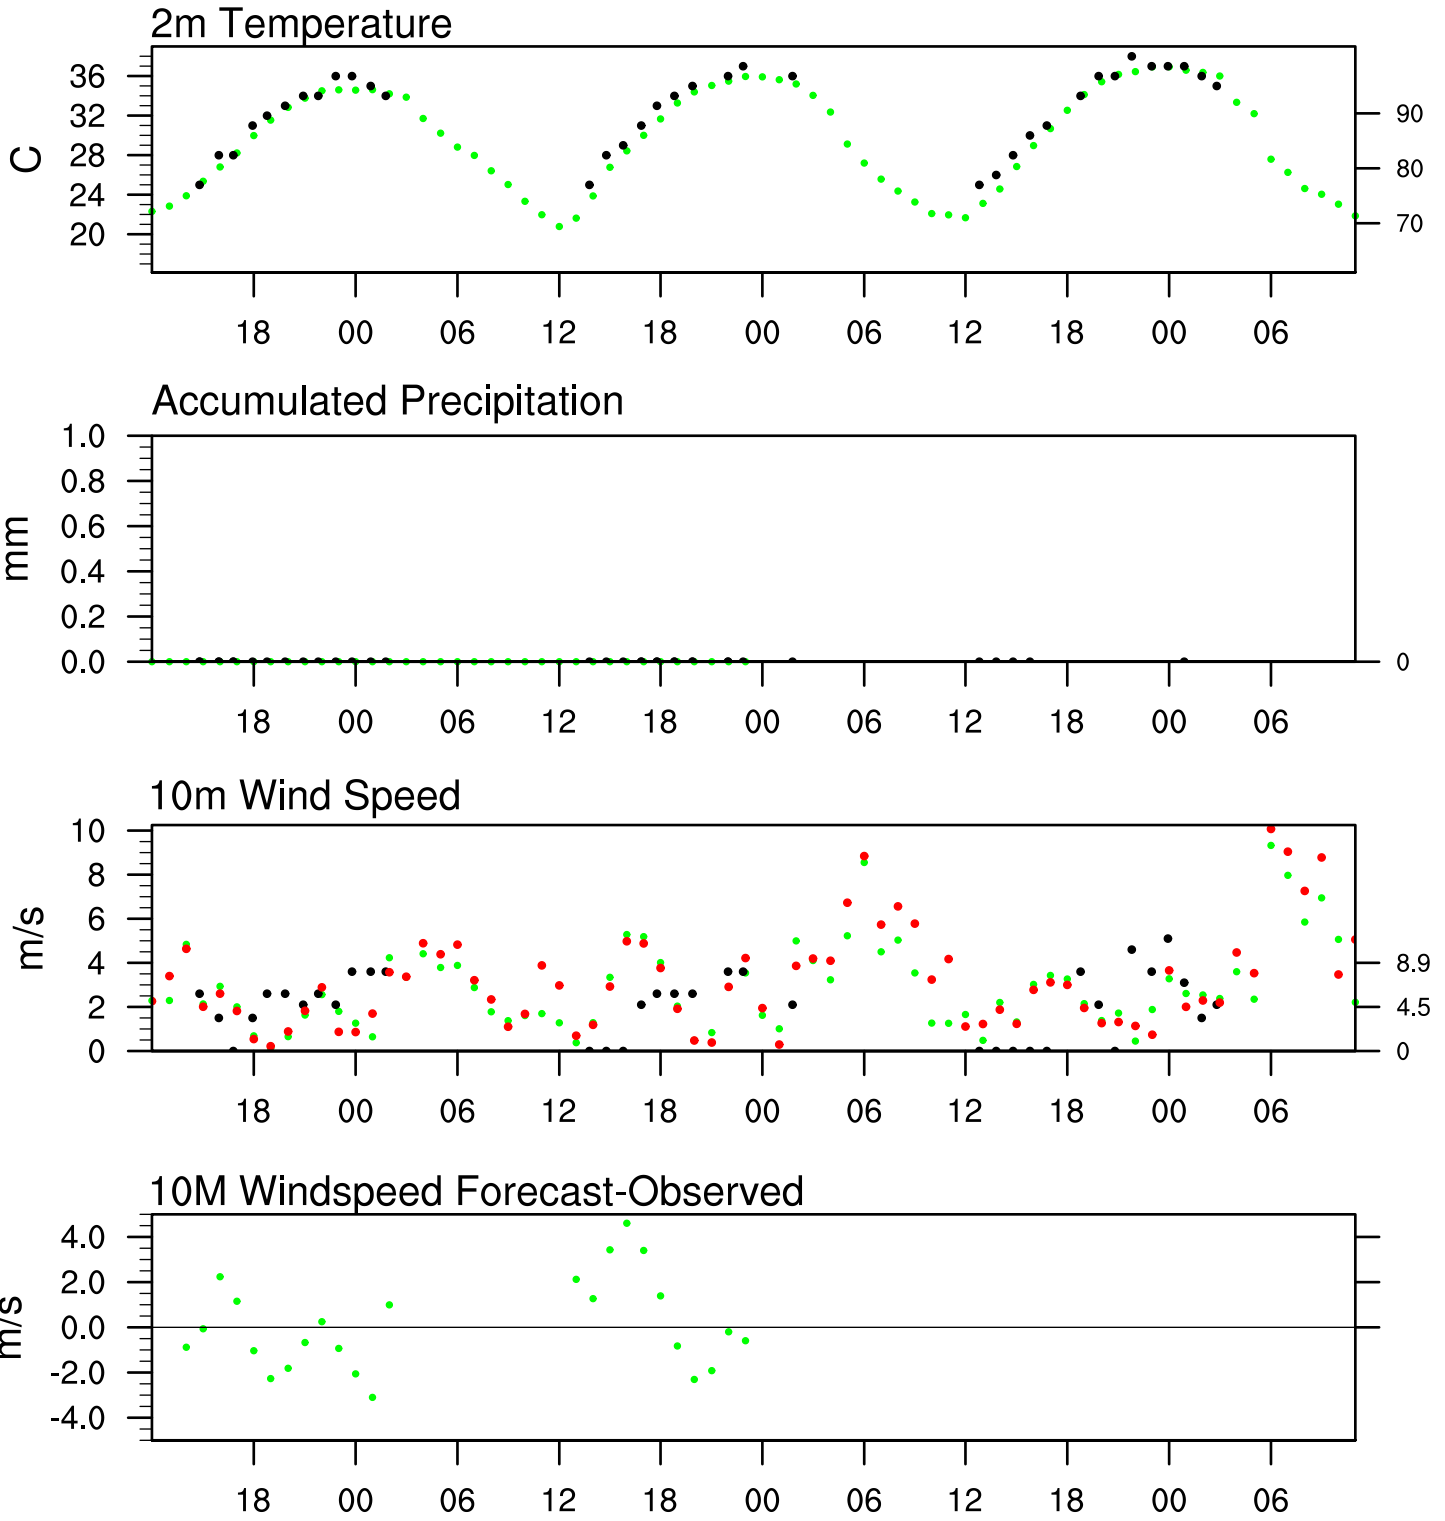 2m Temperature
36
32
28
24
20
C
90
80
70
18 00 06 12 18 00 06 12 18 00 06
Accumulated Precipitation
1.0
0.8
0.6
0.4
0.2
0.0
mm
0
18 00 06 12 18 00 06 12 18 00 06
10m Wind Speed
10
8
6
4
2
0
m/s
8.9
4.5
0
18 00 06 12 18 00 06 12 18 00 06
10M Windspeed Forecast-Observed
4.0
2.0
0.0
-2.0
-4.0
m/s
18 00 06 12 18 00 06 12 18 00 06